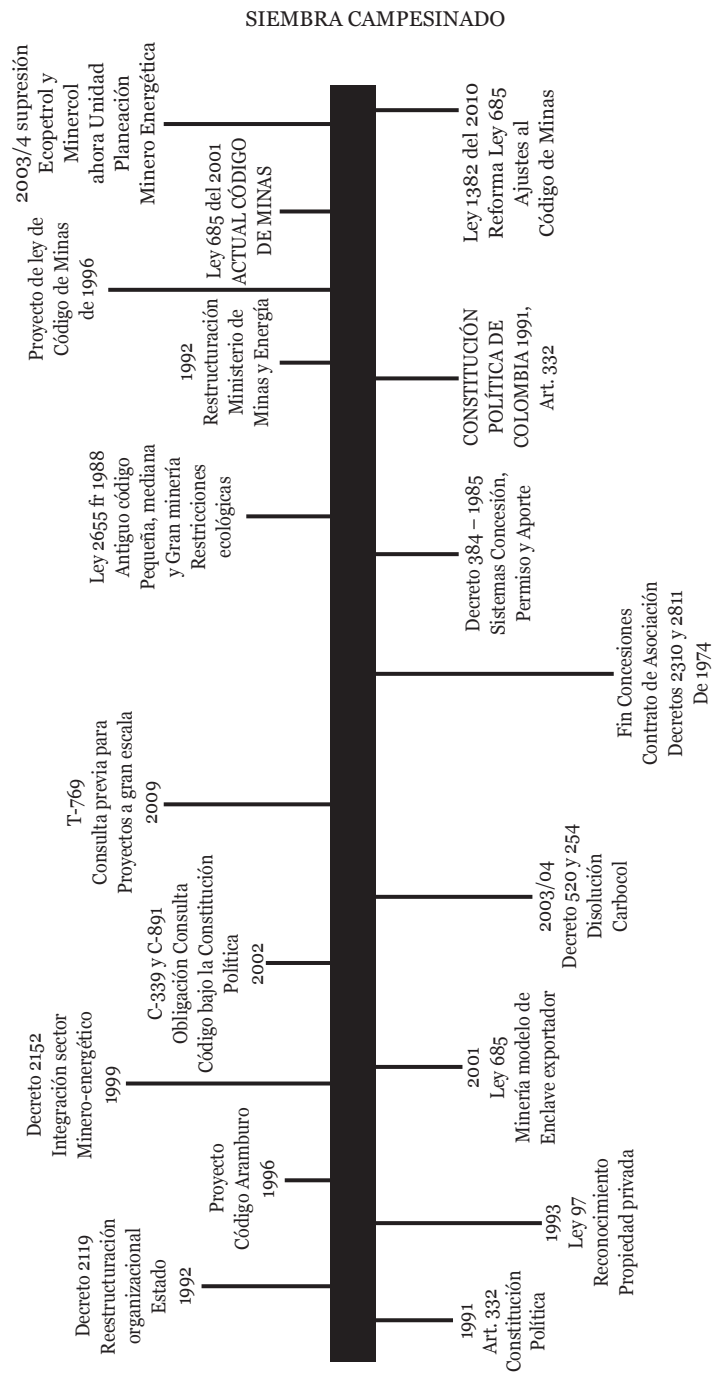 SIEMBRA CAMPESINADO
Decreto 2119
Reestructuración
organizacional
Estado
1992
Proyecto
Código Aramburo
1996
Decreto 2152
Integración sector
Minero-energético
1999
C-339 y C-891
Obligación Consulta
Código bajo la Constitución
Política
2002
T-769
Consulta previa para
Proyectos a gran escala
2009
Ley 2655 fr 1988
Antiguo código
Pequeña, mediana
y Gran minería
Restricciones
ecológicas
1992
Restructuración
Ministerio de
Minas y Energía
Proyecto de ley de
Código de Minas
de 1996
Ley 685 del 2001
ACTUAL CÓDIGO
DE MINAS
2003/4 supresión
Ecopetrol y
Minercol
ahora Unidad
Planeación
Minero Energética
1991
Art. 332
Constitución
Política
1993
Ley 97
Reconocimiento
Propiedad privada
2001
Ley 685
Minería modelo de
Enclave exportador
2003/04
Decreto 520 y 254
Disolución
Carbocol
Fin Concesiones
Contrato de Asociación
Decretos 2310 y 2811
De 1974
Decreto 384 – 1985
Sistemas Concesión,
Permiso y Aporte
CONSTITUCIÓN
POLÍTICA DE
COLOMBIA 1991,
Art. 332
Ley 1382 del 2010
Reforma Ley 685
Ajustes al
Código de Minas